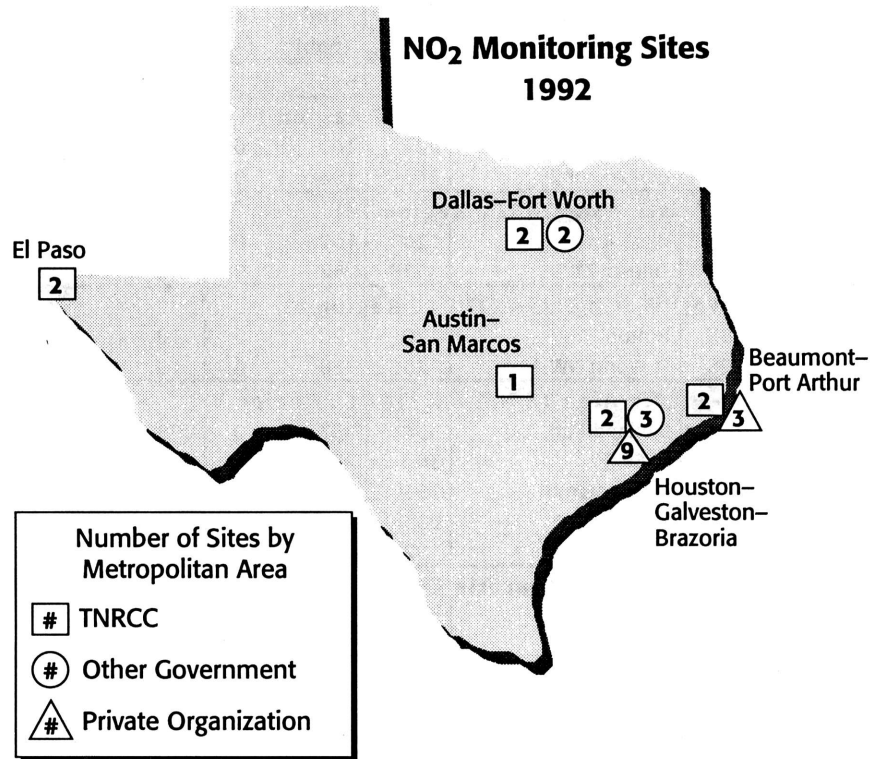 NO2 Monitoring Sites
1992
Dallas–Fort Worth
2 2
El Paso
2
Austin–
San Marcos
1
Beaumont–
Port Arthur
2 3
2 3
9
Houston–
Galveston–
Brazoria
Number of Sites by
Metropolitan Area
# TNRCC
# Other Government
# Private Organization